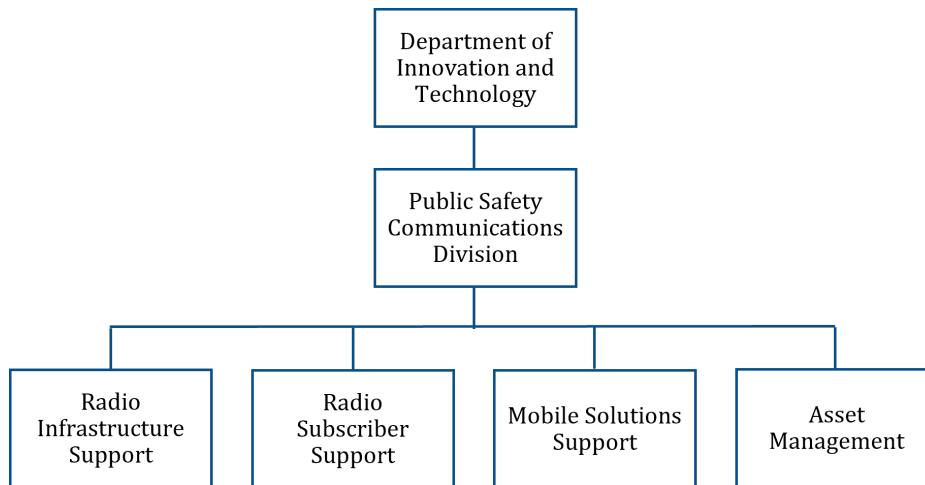 Department of
Innovation and
Technology
Public Safety
Communications
Division
Radio
Infrastructure
Support
Radio
Subscriber
Support
Mobile Solutions
Support
Asset
Management